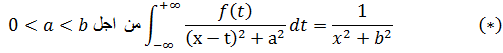 0 < a < b من اجل ∫_{-∞}^{+∞} f(t)/((x − t)² + a²) dt = 1/(x² + b²) (*)